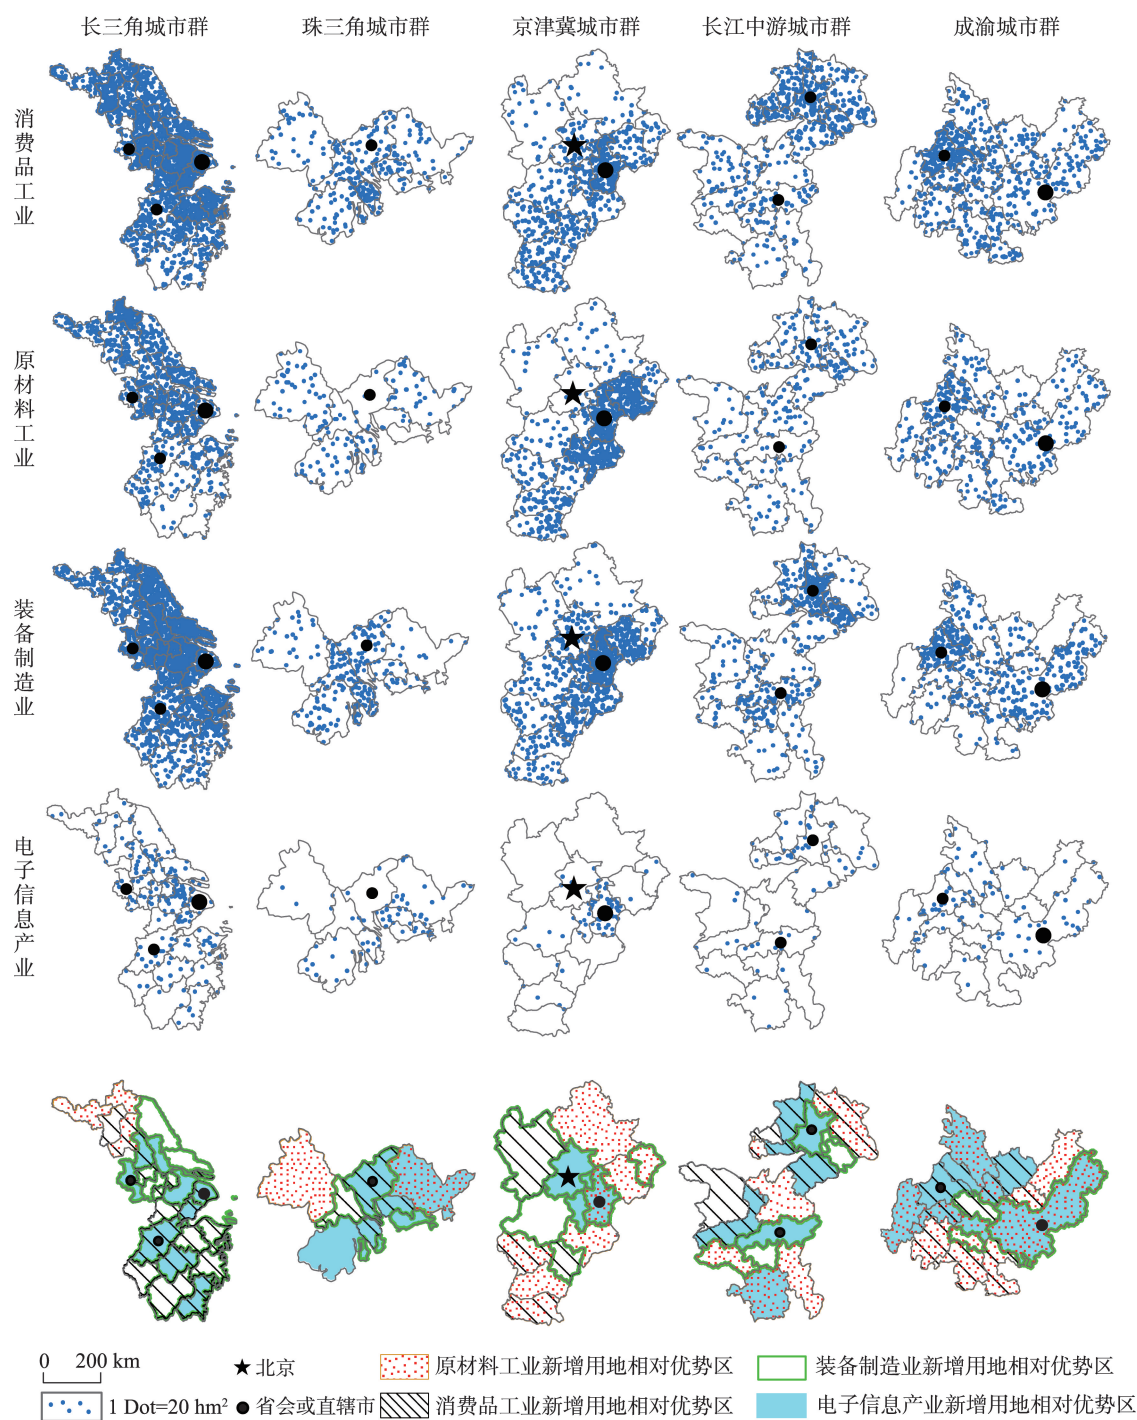 长三角城市群 珠三角城市群 京津冀城市群 长江中游城市群 成渝城市群
消费品工业
原材料工业
装备制造业
电子信息产业
0 200 km
北京
原材料工业新增用地相对优势区
装备制造业新增用地相对优势区
1 Dot=20 hm²
省会或直辖市
消费品工业新增用地相对优势区
电子信息产业新增用地相对优势区